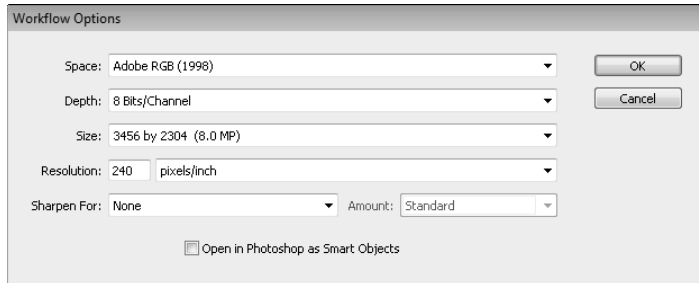 Workflow Options
Space: Adobe RGB (1998)
OK
Depth: 8 Bits/Channel
Cancel
Size: 3456 by 2304 (8.0 MP)
Resolution: 240 pixels/inch
Sharpen For: None Amount: Standard
Open in Photoshop as Smart Objects